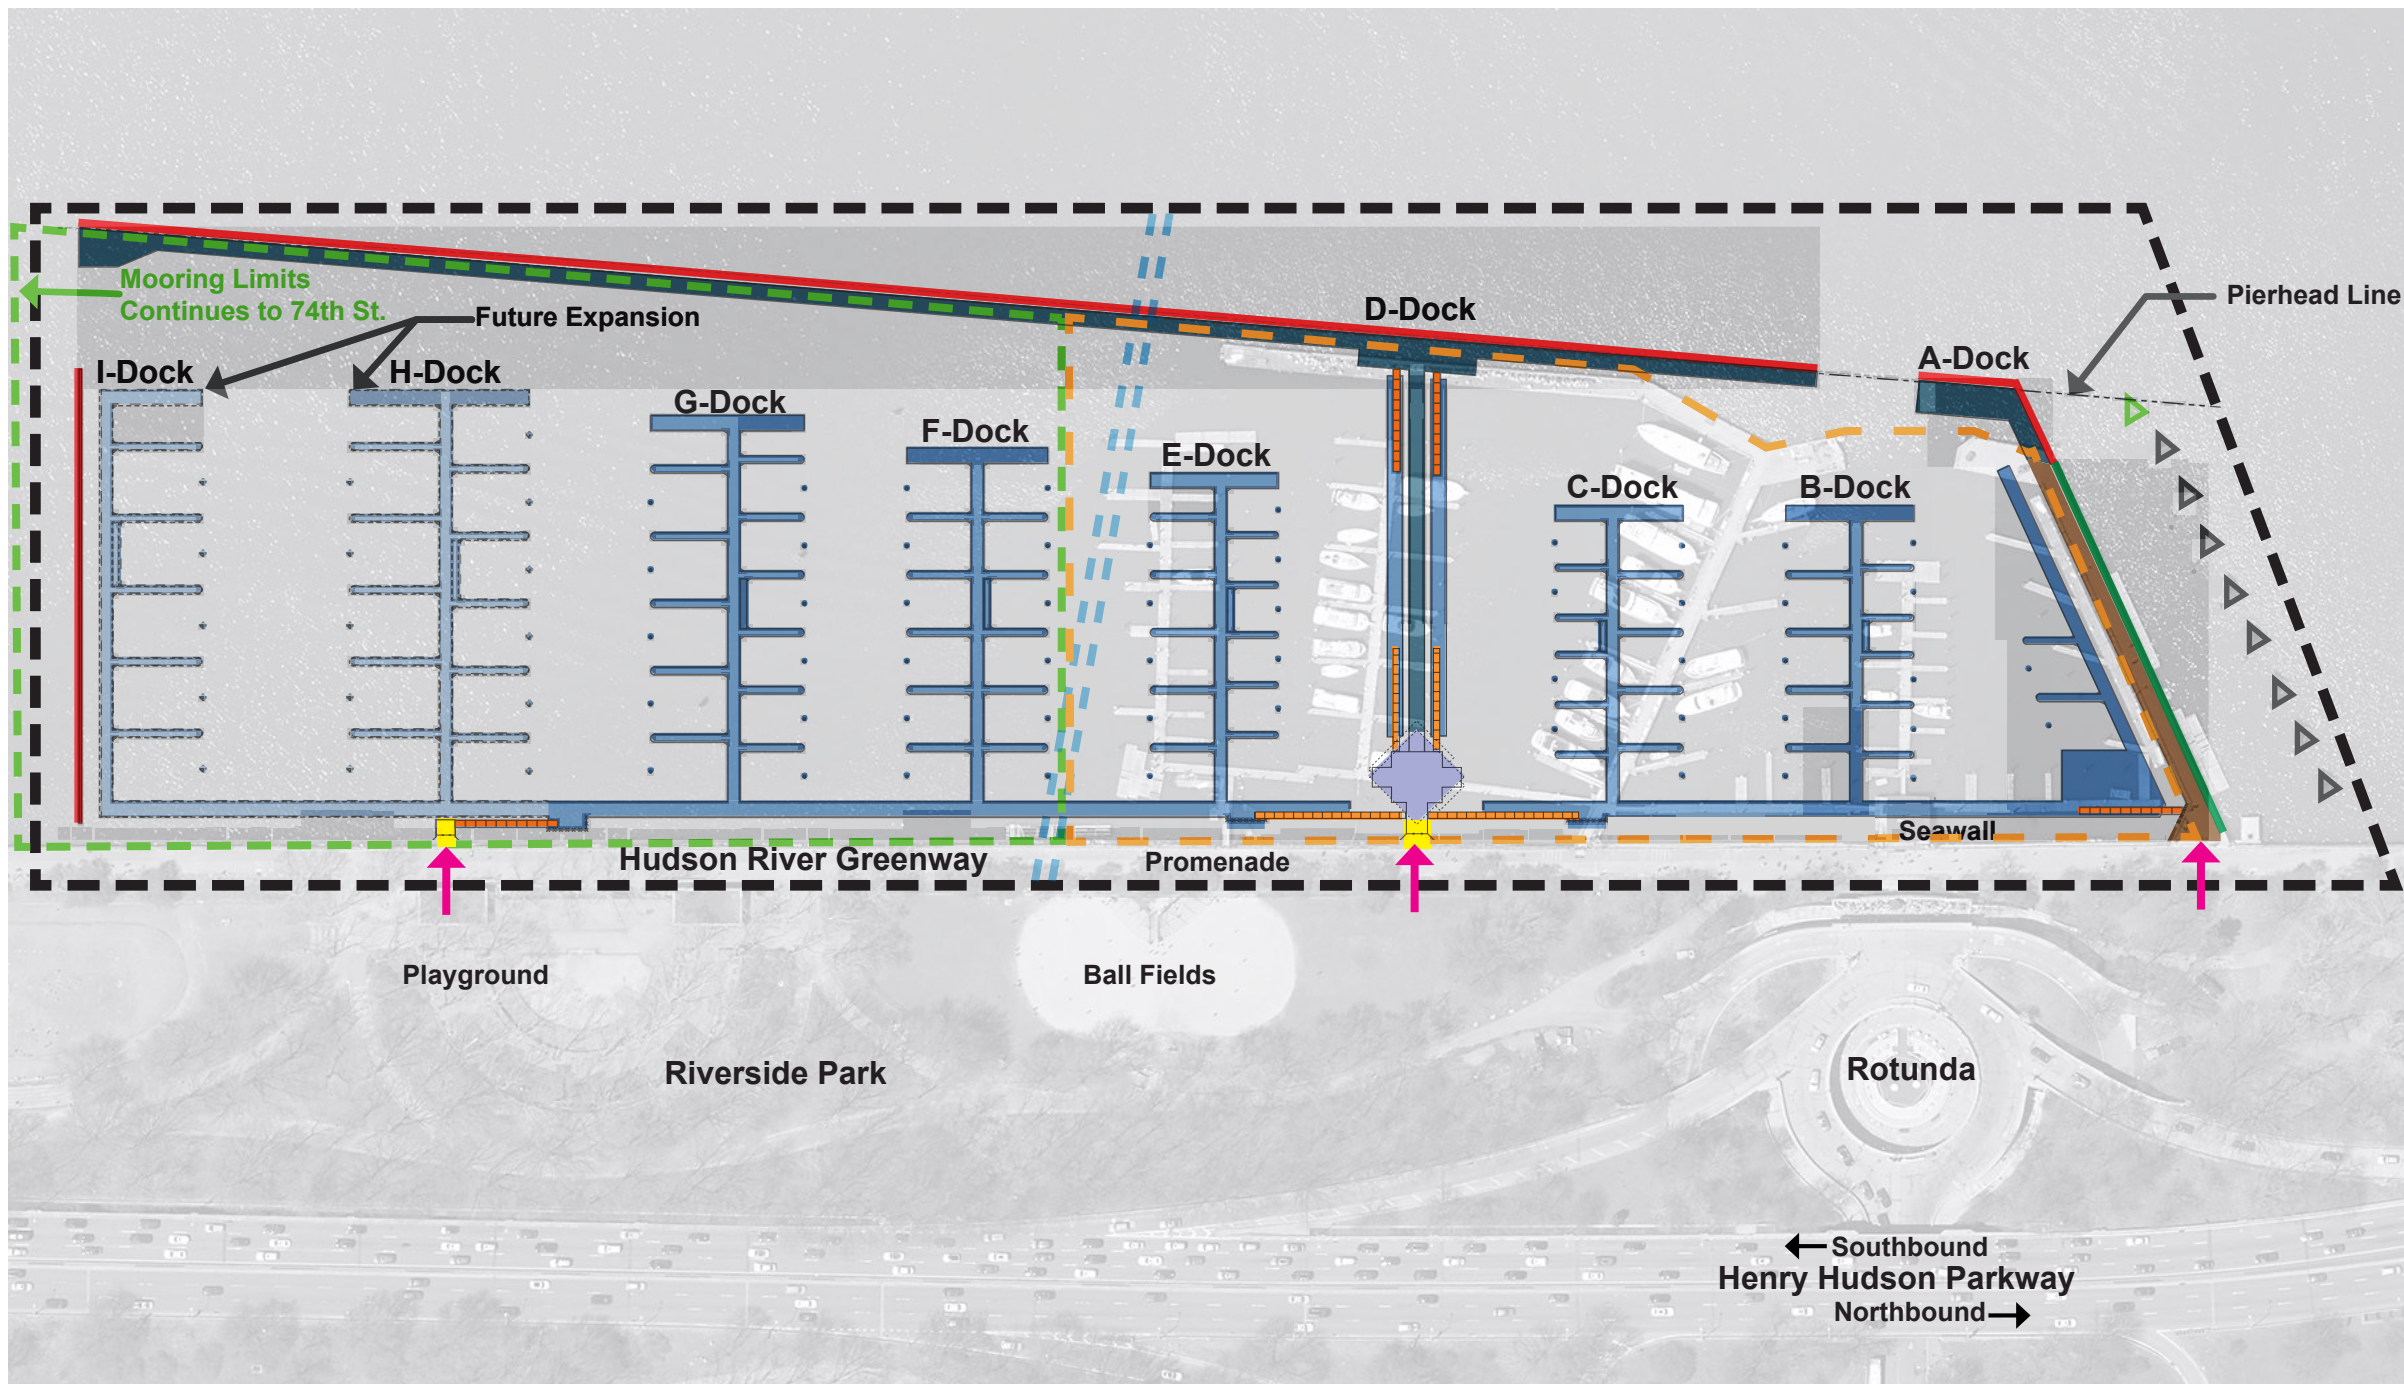 Mooring Limits
Continues to 74th St.
Future Expansion
D-Dock
Pierhead Line
A-Dock
I-Dock
H-Dock
G-Dock
F-Dock
E-Dock
C-Dock
B-Dock
Seawall
Hudson River Greenway
Promenade
Playground
Ball Fields
Riverside Park
Rotunda
Southbound
Henry Hudson Parkway
Northbound